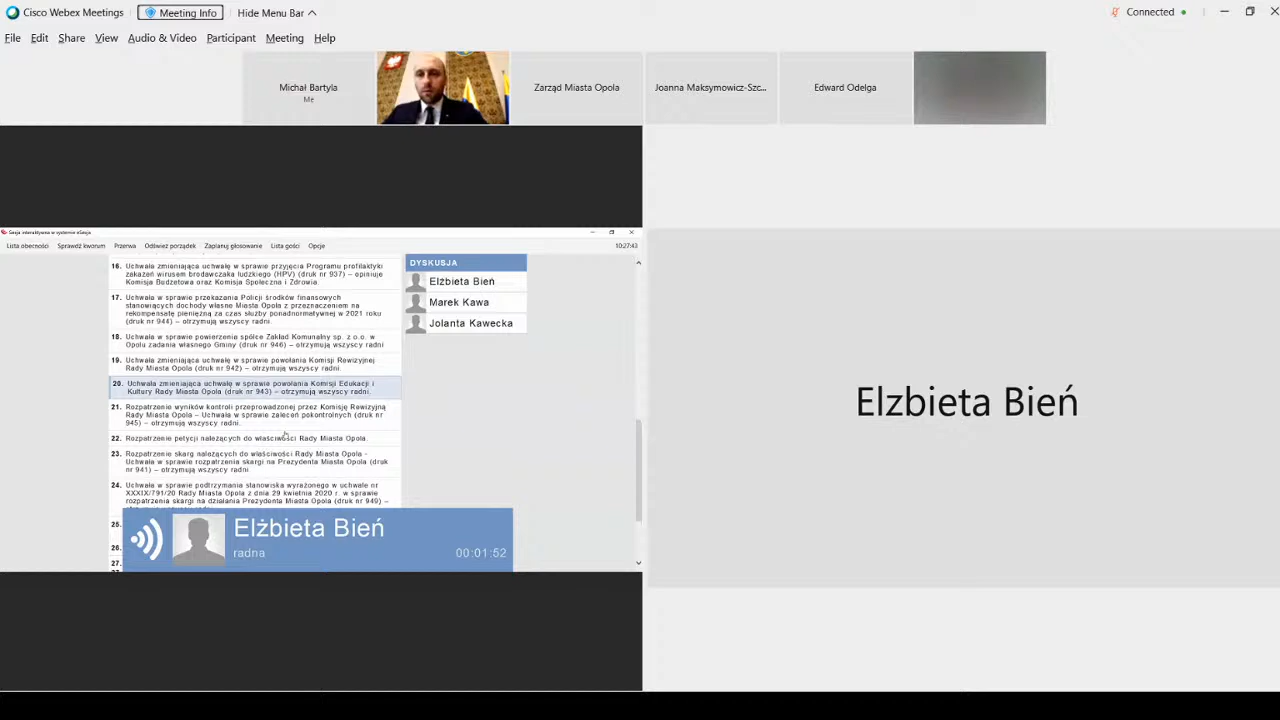 Cisco Webex Meetings
Meeting Info
Hide Menu Bar
Connected
File Edit Share View Audio & Video Participant Meeting Help
Michał Bartyla
Me
Zarząd Miasta Opola
Joanna Maksymowicz-Szc...
Edward Odelga
Sesja interaktywna w systemie eSesja
Lista obecności Sprawdź kworum Przerwa Odśwież porządek Zaplanuj głosowanie Lista gości Opcje 10:27:43
16. Uchwała zmieniająca uchwałę w sprawie przyjęcia Programu profilaktyki
zakażeń wirusem brodawczaka ludzkiego (HPV) (druk nr 937) – opiniuje
Komisja Budżetowa oraz Komisja Społeczna i Zdrowia.
17. Uchwała w sprawie przekazania Policji środków finansowych
stanowiących dochody własne Miasta Opola z przeznaczeniem na
rekompensatę pieniężną za czas służby ponadnormatywnej w 2021 roku
(druk nr 944) – otrzymują wszyscy radni.
18. Uchwała w sprawie powierzenia spółce Zakład Komunalny sp. z o.o. w
Opolu zadania własnego Gminy (druk nr 946) – otrzymują wszyscy radni
19. Uchwała zmieniająca uchwałę w sprawie powołania Komisji Rewizyjnej
Rady Miasta Opola (druk nr 942) – otrzymują wszyscy radni.
20. Uchwała zmieniająca uchwałę w sprawie powołania Komisji Edukacji i
Kultury Rady Miasta Opola (druk nr 943) – otrzymują wszyscy radni.
21. Rozpatrzenie wyników kontroli przeprowadzonej przez Komisję Rewizyjną
Rady Miasta Opola – Uchwała w sprawie zaleceń pokontrolnych (druk nr
945) – otrzymują wszyscy radni.
22. Rozpatrzenie petycji należących do właściwości Rady Miasta Opola.
23. Rozpatrzenie skarg należących do właściwości Rady Miasta Opola -
Uchwała w sprawie rozpatrzenia skargi na Prezydenta Miasta Opola (druk
nr 941) – otrzymują wszyscy radni
24. Uchwała w sprawie podtrzymania stanowiska wyrażonego w uchwale nr
XXXIX/791/20 Rady Miasta Opola z dnia 29 kwietnia 2020 r. w sprawie
rozpatrzenia skargi na działania Prezydenta Miasta Opola (druk nr 949) –
25.
26.
27.
DYSKUSJA
Elżbieta Bień
Marek Kawa
Jolanta Kawecka
Elżbieta Bień
radna 00:01:52
Elzbieta Bień